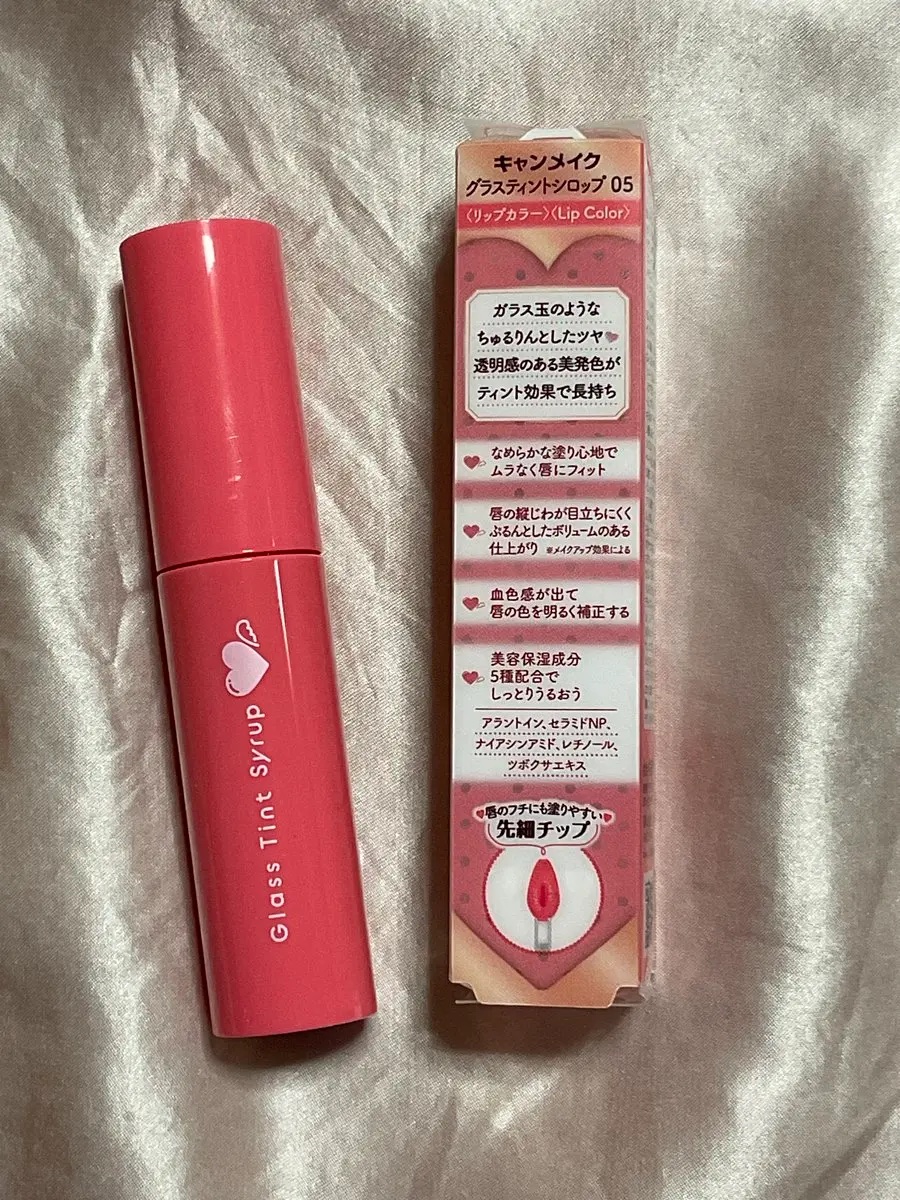 Glass Tint Syrup
キャンメイク
グラスティントシロップ 05
〈リップカラー〉〈Lip Color〉
ガラス玉のような
ちゅるりんとしたツヤ
透明感のある美発色が
ティント効果で長持ち
なめらかな塗り心地で
ムラなく唇にフィット
唇の縦じわが目立ちにくく
ぷるんとしたボリュームのある
仕上がり ※メイクアップ効果による
血色感が出て
唇の色を明るく補正する
美容保湿成分
5種配合で
しっとりうるおう
アラントイン、セラミドNP、
ナイアシンアミド、レチノール、
ツボクサエキス
唇のフチにも塗りやすい
先細チップ